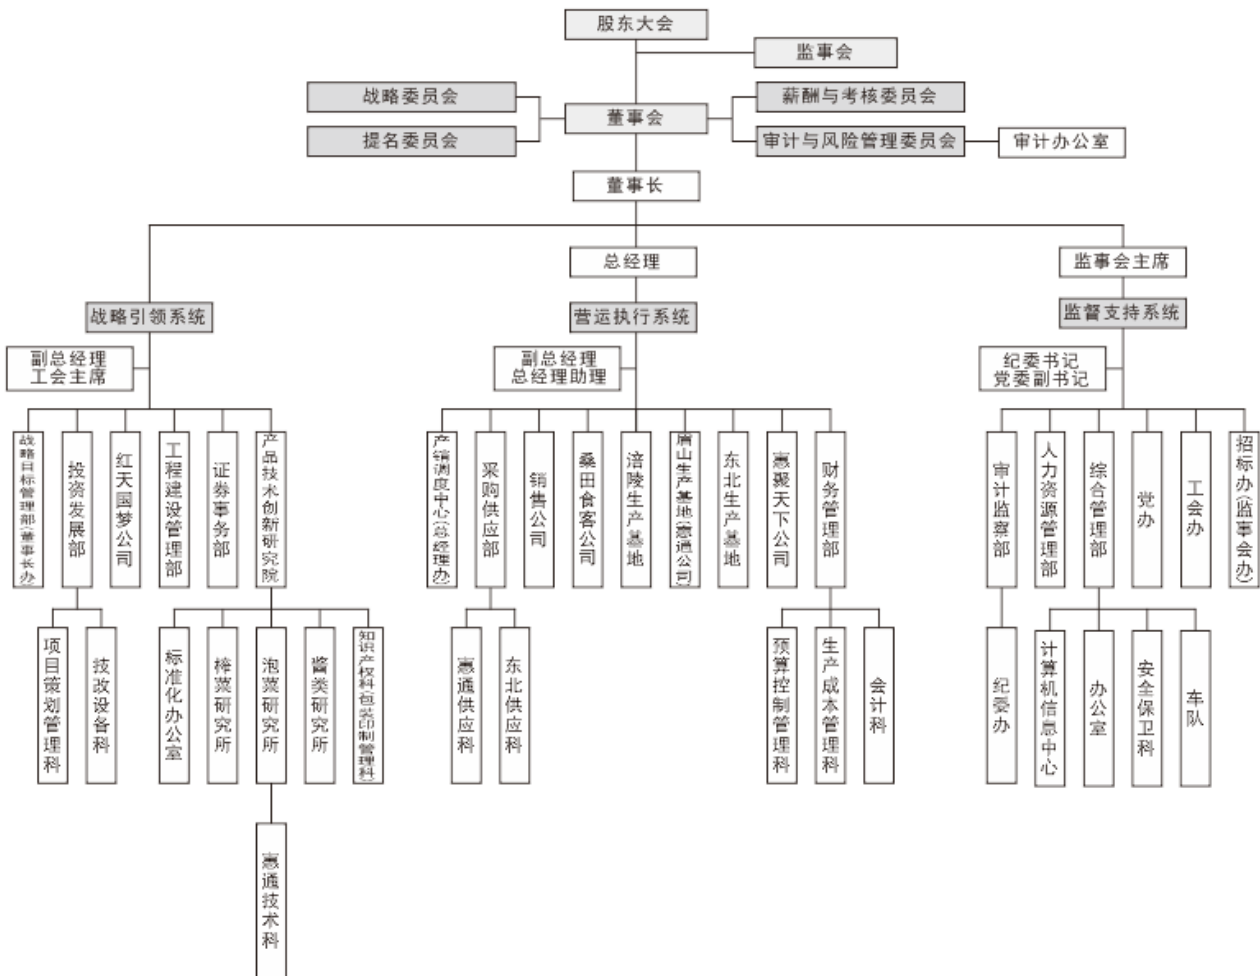 股东大会
监事会
战略委员会
薪酬与考核委员会
董事会
提名委员会
审计与风险管理委员会
审计办公室
董事长
总经理
监事会主席
战略引领系统
营运执行系统
监督支持系统
副总经理
工会主席
副总经理
总经理助理
纪委书记
党委副书记
战略目标管理部(董事长办)
投资发展部
红天国梦公司
工程建设管理部
证券事务部
产品技术创新研究院
产销调度中心(总经理办)
采购供应部
销售公司
桑田食客公司
涪陵生产基地
眉山生产基地(惠通公司)
东北生产基地
惠聚天下公司
财务管理部
审计监察部
人力资源管理部
综合管理部
党办
工会办
招标办(监事会办)
项目策划管理科
技改设备科
标准化办公室
榨菜研究所
泡菜研究所
酱类研究所
知识产权科(包装印制管理科)
惠通供应科
东北供应科
预算控制管理科
生产成本管理科
会计科
纪委办
计算机信息中心
办公室
安全保卫科
车队
惠通技术科